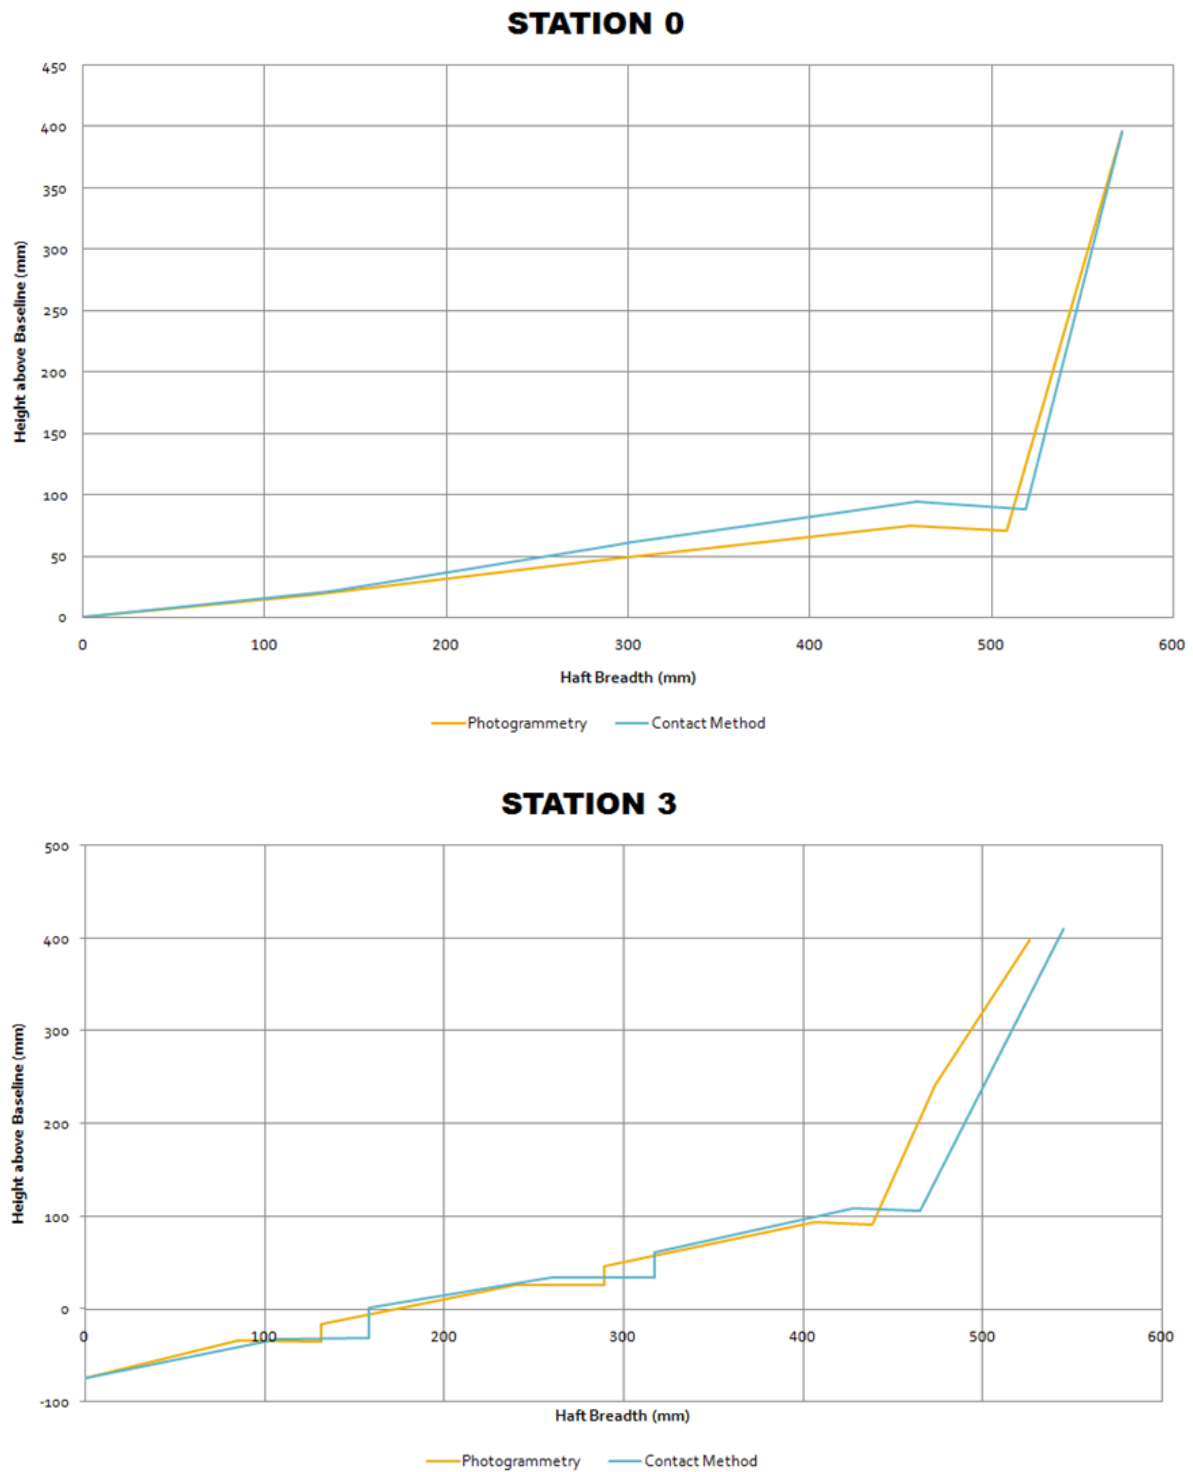 STATION 0
450
400
350
300
250
200
150
100
50
0
Height above Baseline (mm)
0 100 200 300 400 500 600
Haft Breadth (mm)
Photogrammetry Contact Method
STATION 3
500
400
300
200
100
0
-100
Height above Baseline (mm)
0 100 200 300 400 500 600
Haft Breadth (mm)
Photogrammetry Contact Method